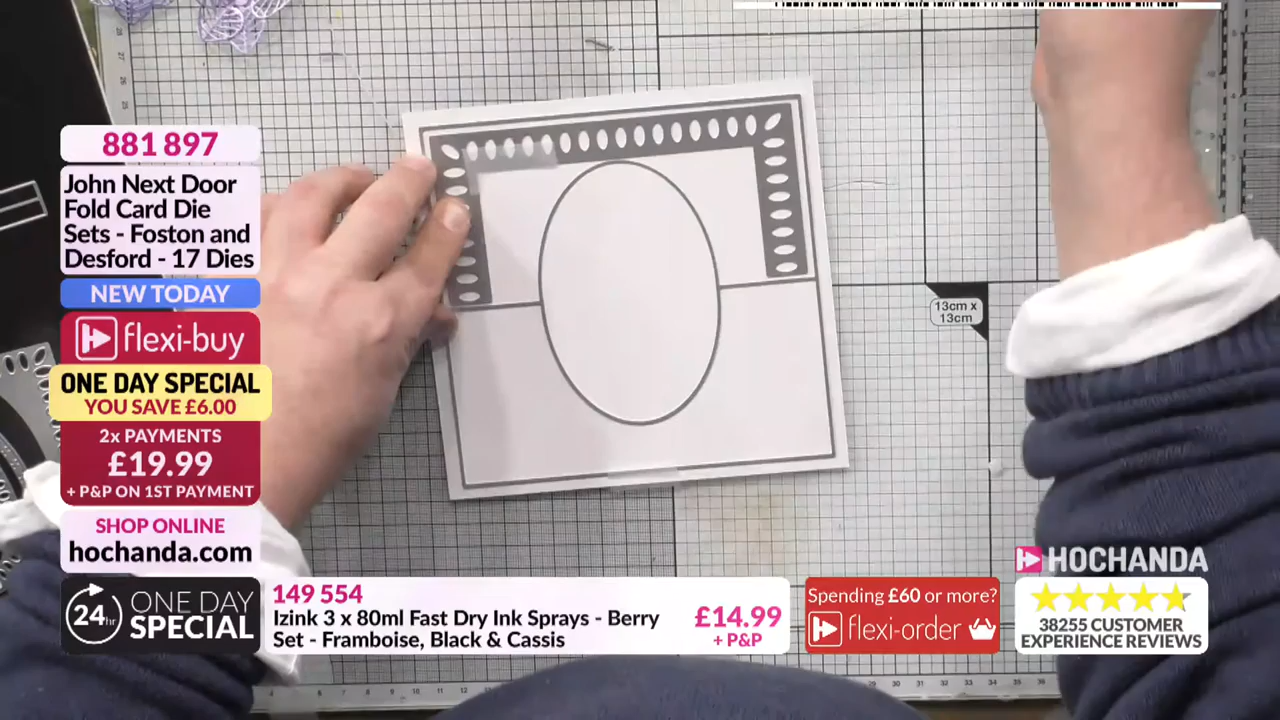 881 897
John Next Door
Fold Card Die
Sets - Foston and
Desford - 17 Dies
NEW TODAY
flexi-buy
ONE DAY SPECIAL
YOU SAVE £6.00
2x PAYMENTS
£19.99
+ P&P ON 1ST PAYMENT
SHOP ONLINE
hochanda.com
24hr ONE DAY
SPECIAL
149 554
Izink 3 x 80ml Fast Dry Ink Sprays - Berry
Set - Framboise, Black & Cassis
£14.99
+ P&P
Spending £60 or more?
flexi-order
HOCHANDA
38255 CUSTOMER
EXPERIENCE REVIEWS
13cm x
13cm